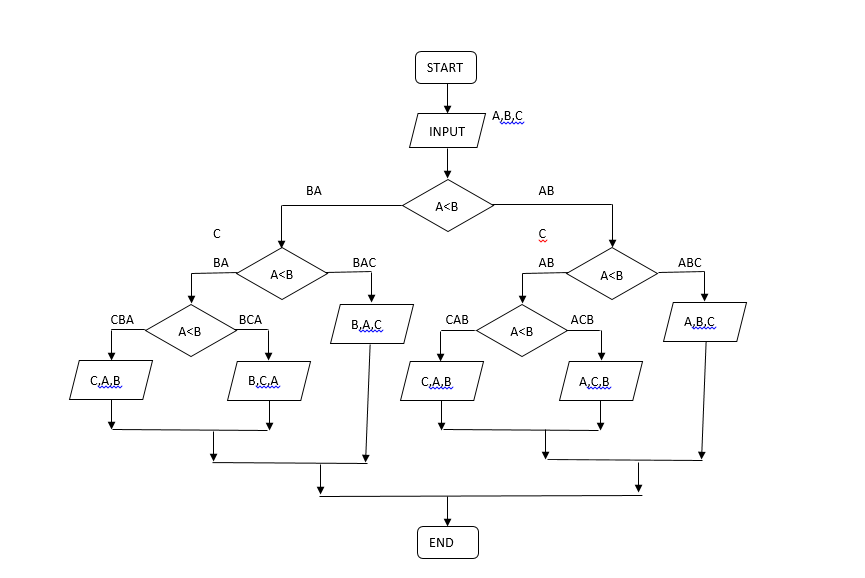 START
A,B,C
INPUT
BA
AB
A<B
C
C
BA
BAC
AB
ABC
A<B
A<B
CBA
BCA
B,A,C
CAB
ACB
A,B,C
A<B
A<B
C,A,B
B,C,A
C,A,B
A,C,B
END